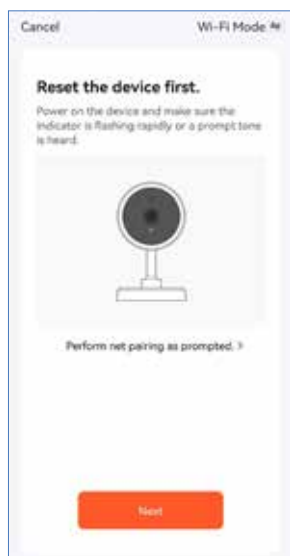 Cancel
Wi-Fi Mode
Reset the device first.
Power on the device and make sure the
indicator is flashing rapidly or a prompt tone
is heard.
Perform net pairing as prompted. >
Next